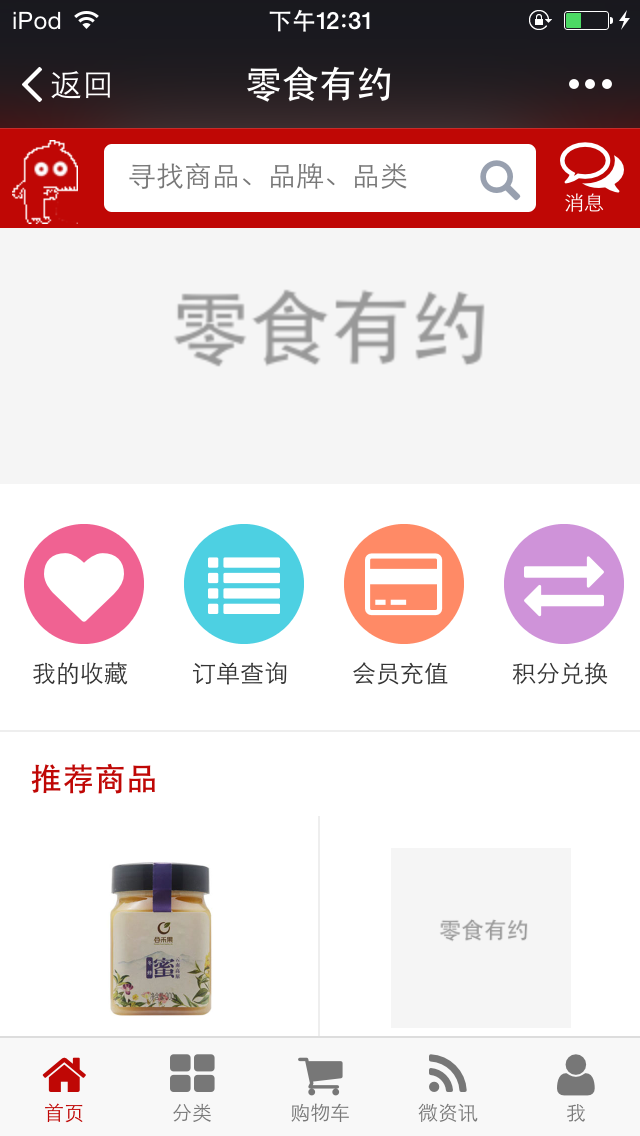 iPod 下午12:31
返回 零食有约
寻找商品、品牌、品类
消息
零食有约
我的收藏 订单查询 会员充值 积分兑换
推荐商品
蜜
零食有约
首页 分类 购物车 微资讯 我